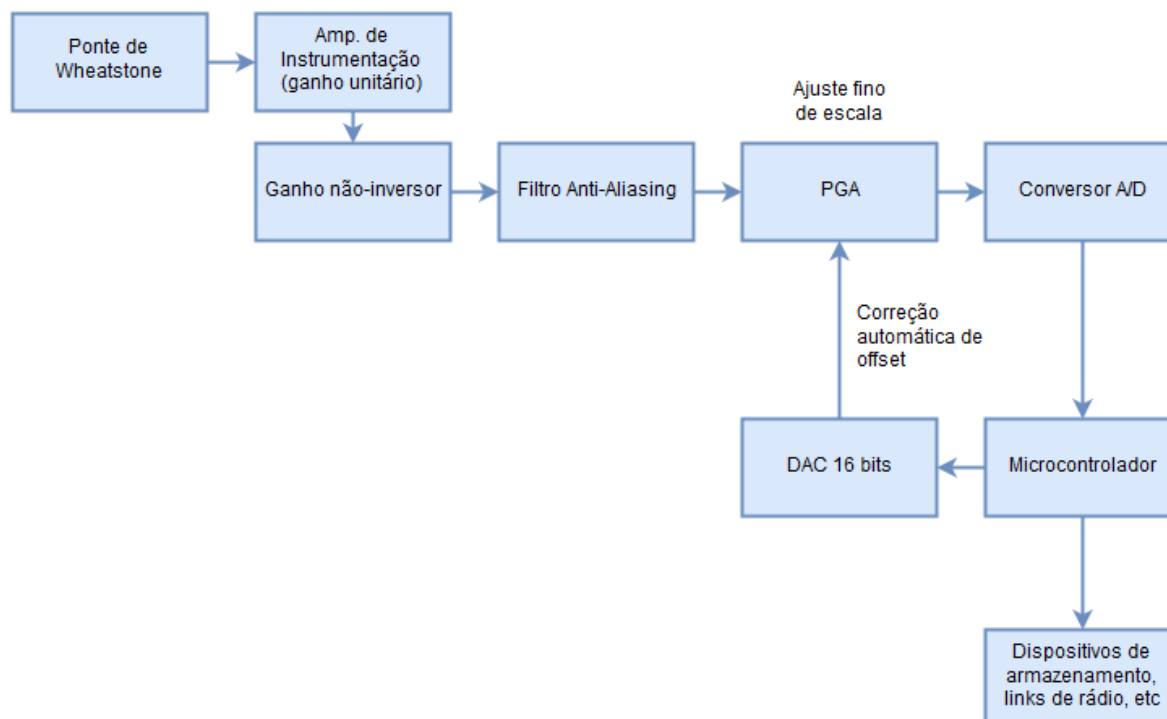 Ponte de
Wheatstone
Amp. de
Instrumentação
(ganho unitário)
Ajuste fino
de escala
Ganho não-inversor
Filtro Anti-Aliasing
PGA
Conversor A/D
Correção
automática de
offset
DAC 16 bits
Microcontrolador
Dispositivos de
armazenamento,
links de rádio, etc